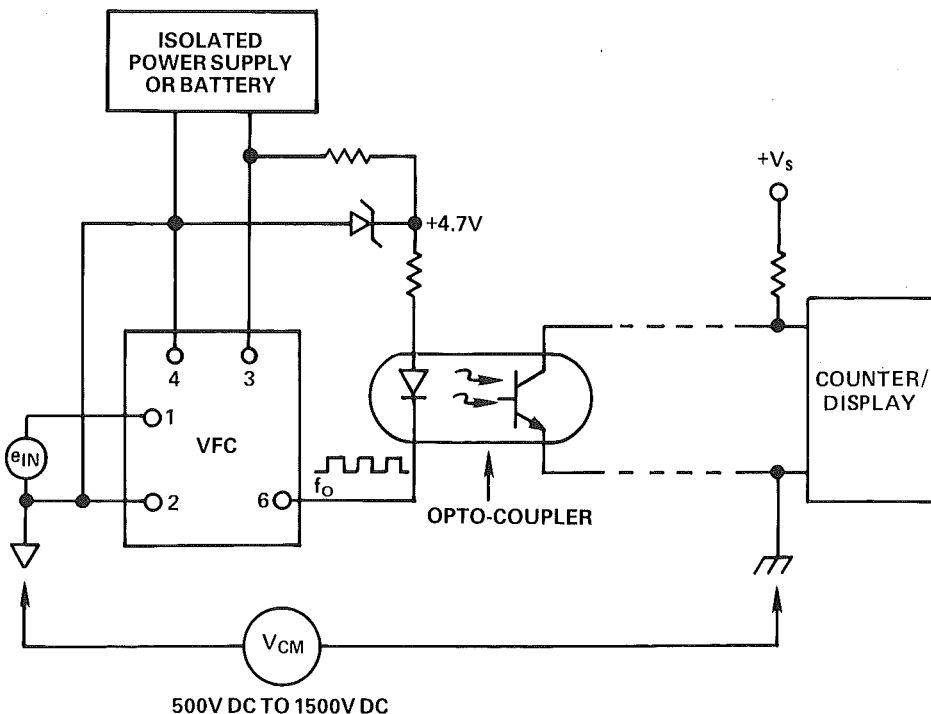 ISOLATED
POWER SUPPLY
OR BATTERY
+Vs
+4.7V
4
3
1
eIN
VFC
2
6
fo
OPTO-COUPLER
COUNTER/
DISPLAY
VCM
500V DC TO 1500V DC